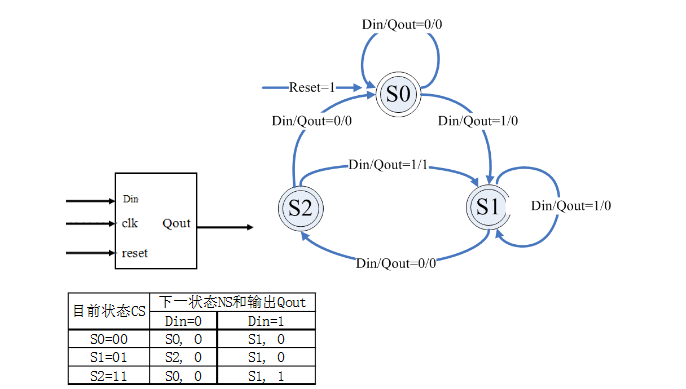 Din/Qout=0/0
Reset=1
S0
Din/Qout=0/0
Din/Qout=1/0
Din/Qout=1/1
S2
S1
Din/Qout=1/0
Din/Qout=0/0
Din
clk
Qout
reset
目前状态CS
下一状态NS和输出Qout
Din=0 Din=1
S0=00 S0, 0 S1, 0
S1=01 S2, 0 S1, 0
S2=11 S0, 0 S1, 1